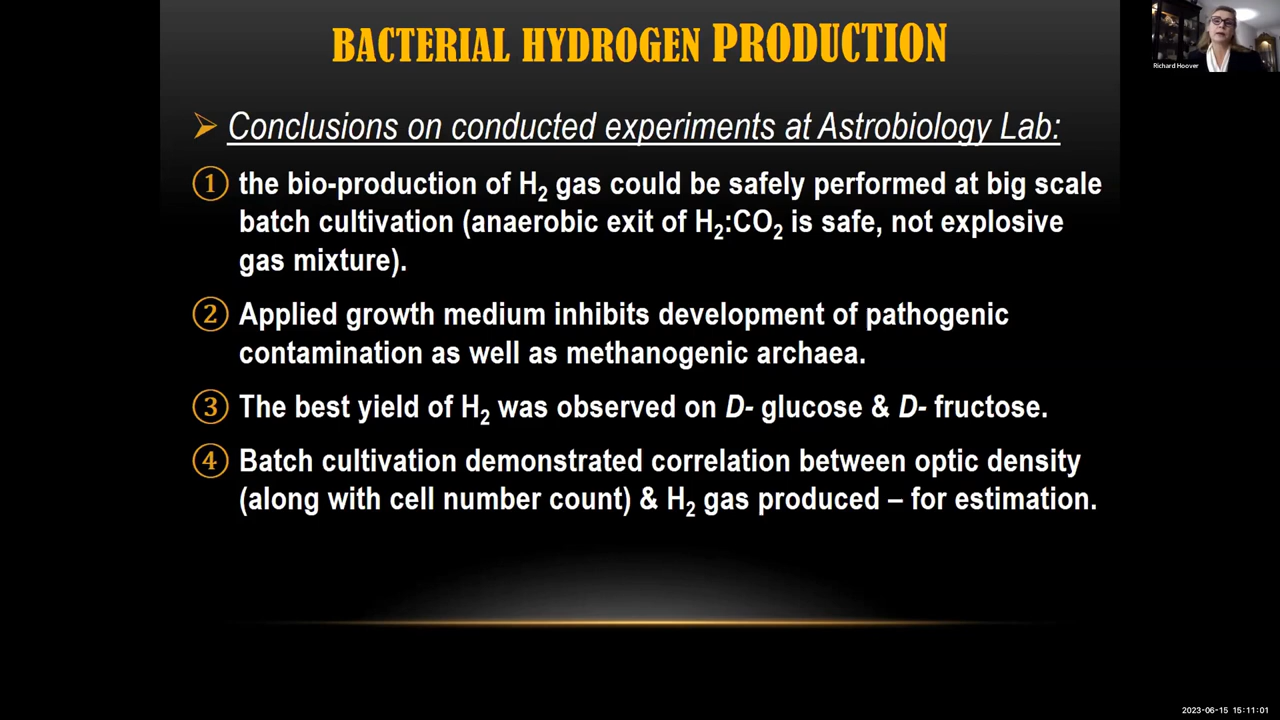 BACTERIAL HYDROGEN PRODUCTION
Richard Hoover
➢ Conclusions on conducted experiments at Astrobiology Lab:
① the bio-production of H₂ gas could be safely performed at big scale
batch cultivation (anaerobic exit of H₂:CO₂ is safe, not explosive
gas mixture).
② Applied growth medium inhibits development of pathogenic
contamination as well as methanogenic archaea.
③ The best yield of H₂ was observed on D- glucose & D- fructose.
④ Batch cultivation demonstrated correlation between optic density
(along with cell number count) & H₂ gas produced – for estimation.
2023-06-15 15:11:01